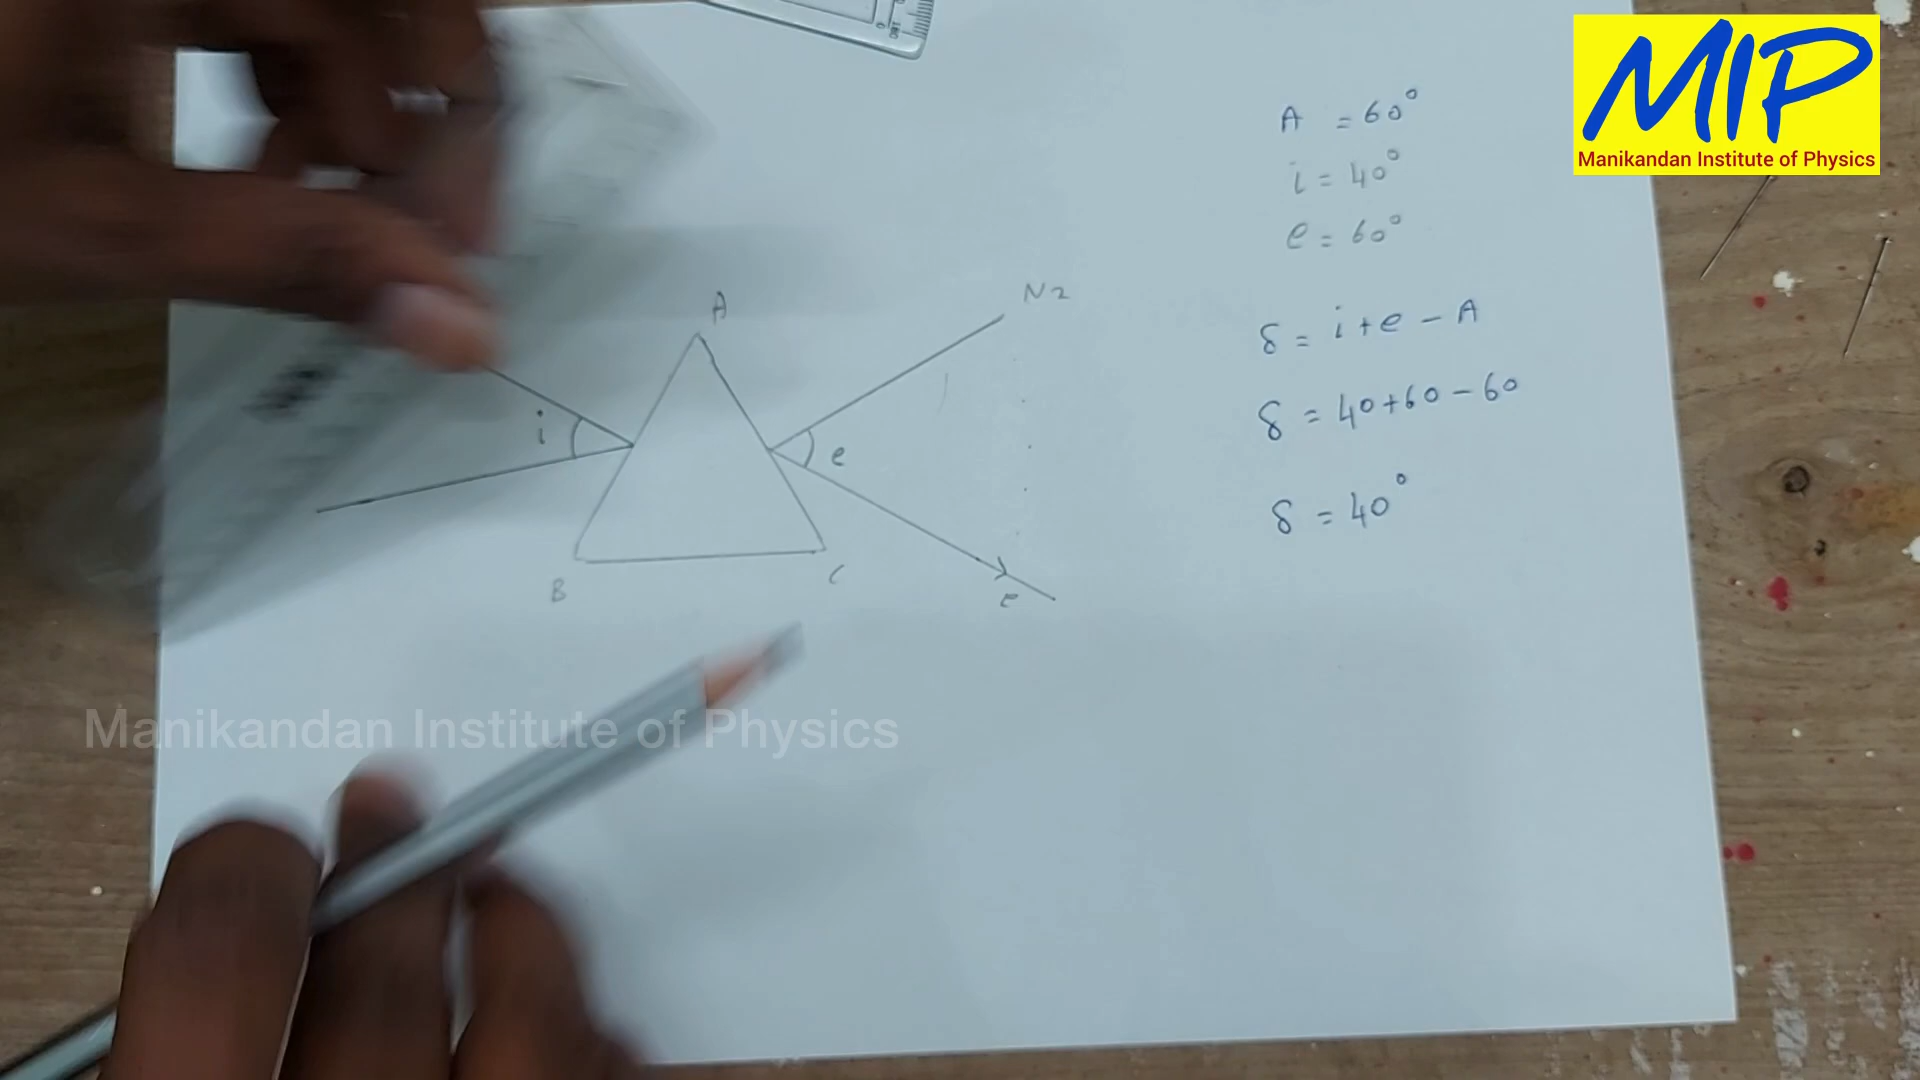 MIP
Manikandan Institute of Physics
A = 60°
i = 40°
e = 60°
N2
A
δ = i + e - A
i
e
δ = 40 + 60 - 60
δ = 40°
B
C
e
Manikandan Institute of Physics